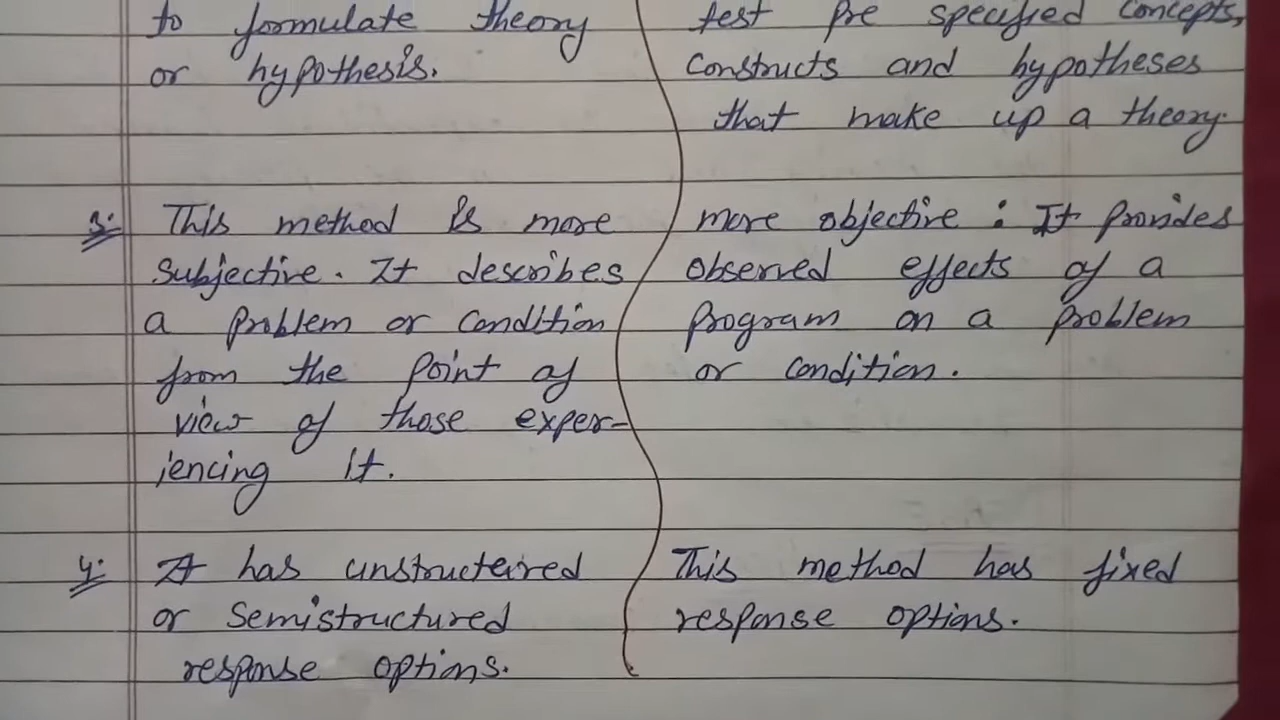 to formulate theory
or hypothesis.
test pre specified concepts,
constructs and hypotheses
that make up a theory.
3. This method is more
subjective. It describes
a problem or condition
from the point of
view of those exper-
iencing it.
more objective : It provides
observed effects of a
program on a problem
or condition.
4. It has unstructeired
or semistructured
response options.
This method has fixed
response options.